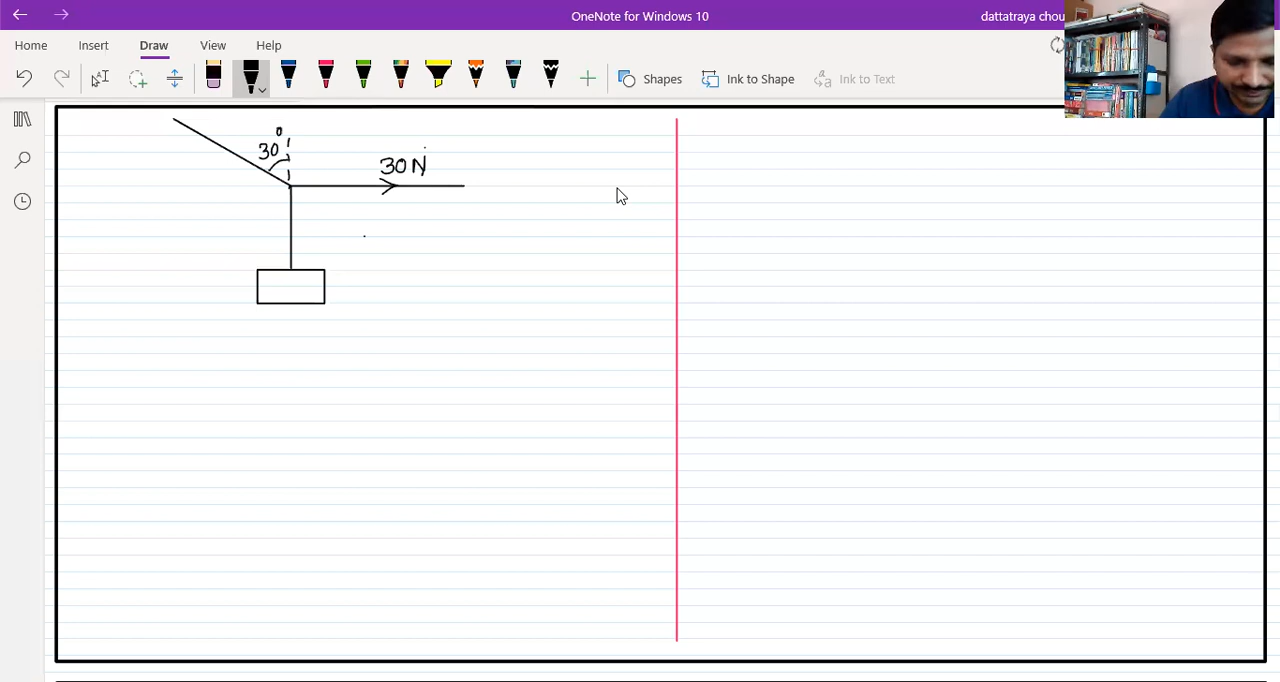 OneNote for Windows 10
dattatraya chou
Home Insert Draw View Help
Shapes Ink to Shape Ink to Text
30°
30 N